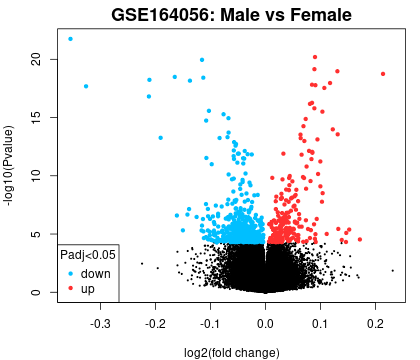 GSE164056: Male vs Female
-log10(Pvalue)
20
15
10
5
0
Padj<0.05
down
up
-0.3
-0.2
-0.1
0.0
0.1
0.2
log2(fold change)